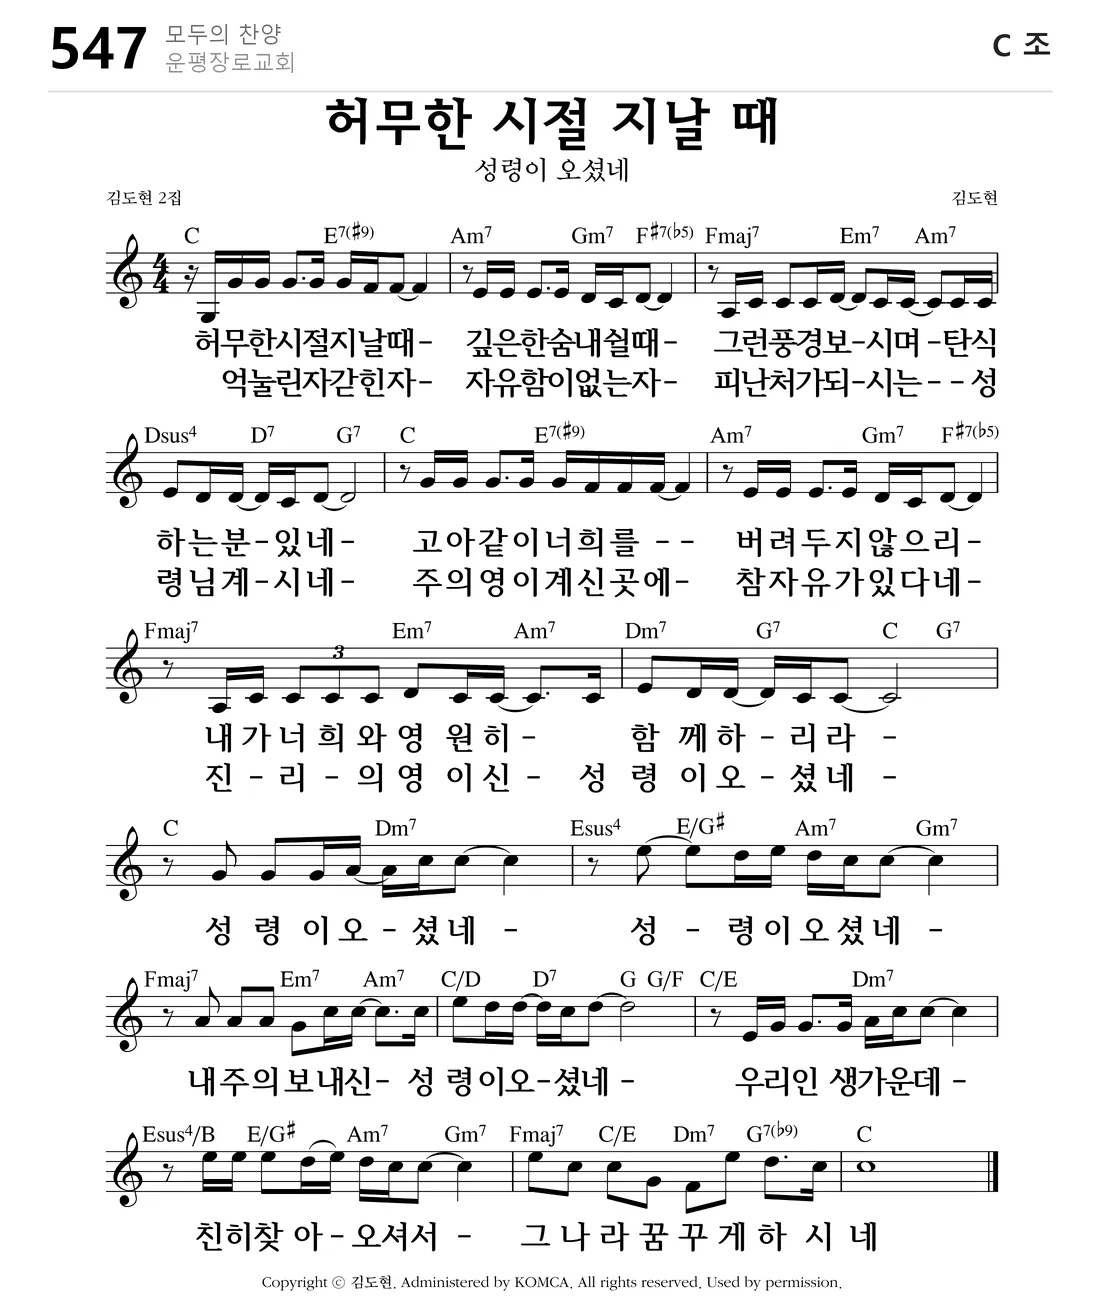 547 모두의 찬양
운평장로교회
C 조
허무한 시절 지날 때
성령이 오셨네
김도현 2집 김도현
C E7(♯9) Am7 Gm7 F♯7(♭5) Fmaj7 Em7 Am7
허무한시절지날때- 깊은한숨내쉴때- 그런풍경보-시며 -탄식
억눌린자갇힌자- 자유함이없는자- 피난처가되-시는- - 성
Dsus4 D7 G7 C E7(♯9) Am7 Gm7 F♯7(♭5)
하는분-있네- 고아같이너희를 - - 버려두지않으리-
령님계-시네- 주의영이계신곳에- 참자유가있다네-
3
Fmaj7 Em7 Am7 Dm7 G7 C G7
내가너희와영 원히- 함 께하 - 리라 -
진 - 리 - 의영 이신 - 성 령 이오 - 셨네 -
C Dm7 Esus4 E/G♯ Am7 Gm7
성 령 이오 - 셨네 - 성 - 령이오셨네 -
Fmaj7 Em7 Am7 C/D D7 G G/F C/E Dm7
내주의보내신- 성 령이오-셨네 - 우리인 생가운데 -
Esus4/B E/G♯ Am7 Gm7 Fmaj7 C/E Dm7 G7(♭9) C
친히찾 아- 오셔서 - 그나라꿈꾸게하 시 네
Copyright ⓒ 김도현. Administered by KOMCA. All rights reserved. Used by permission.